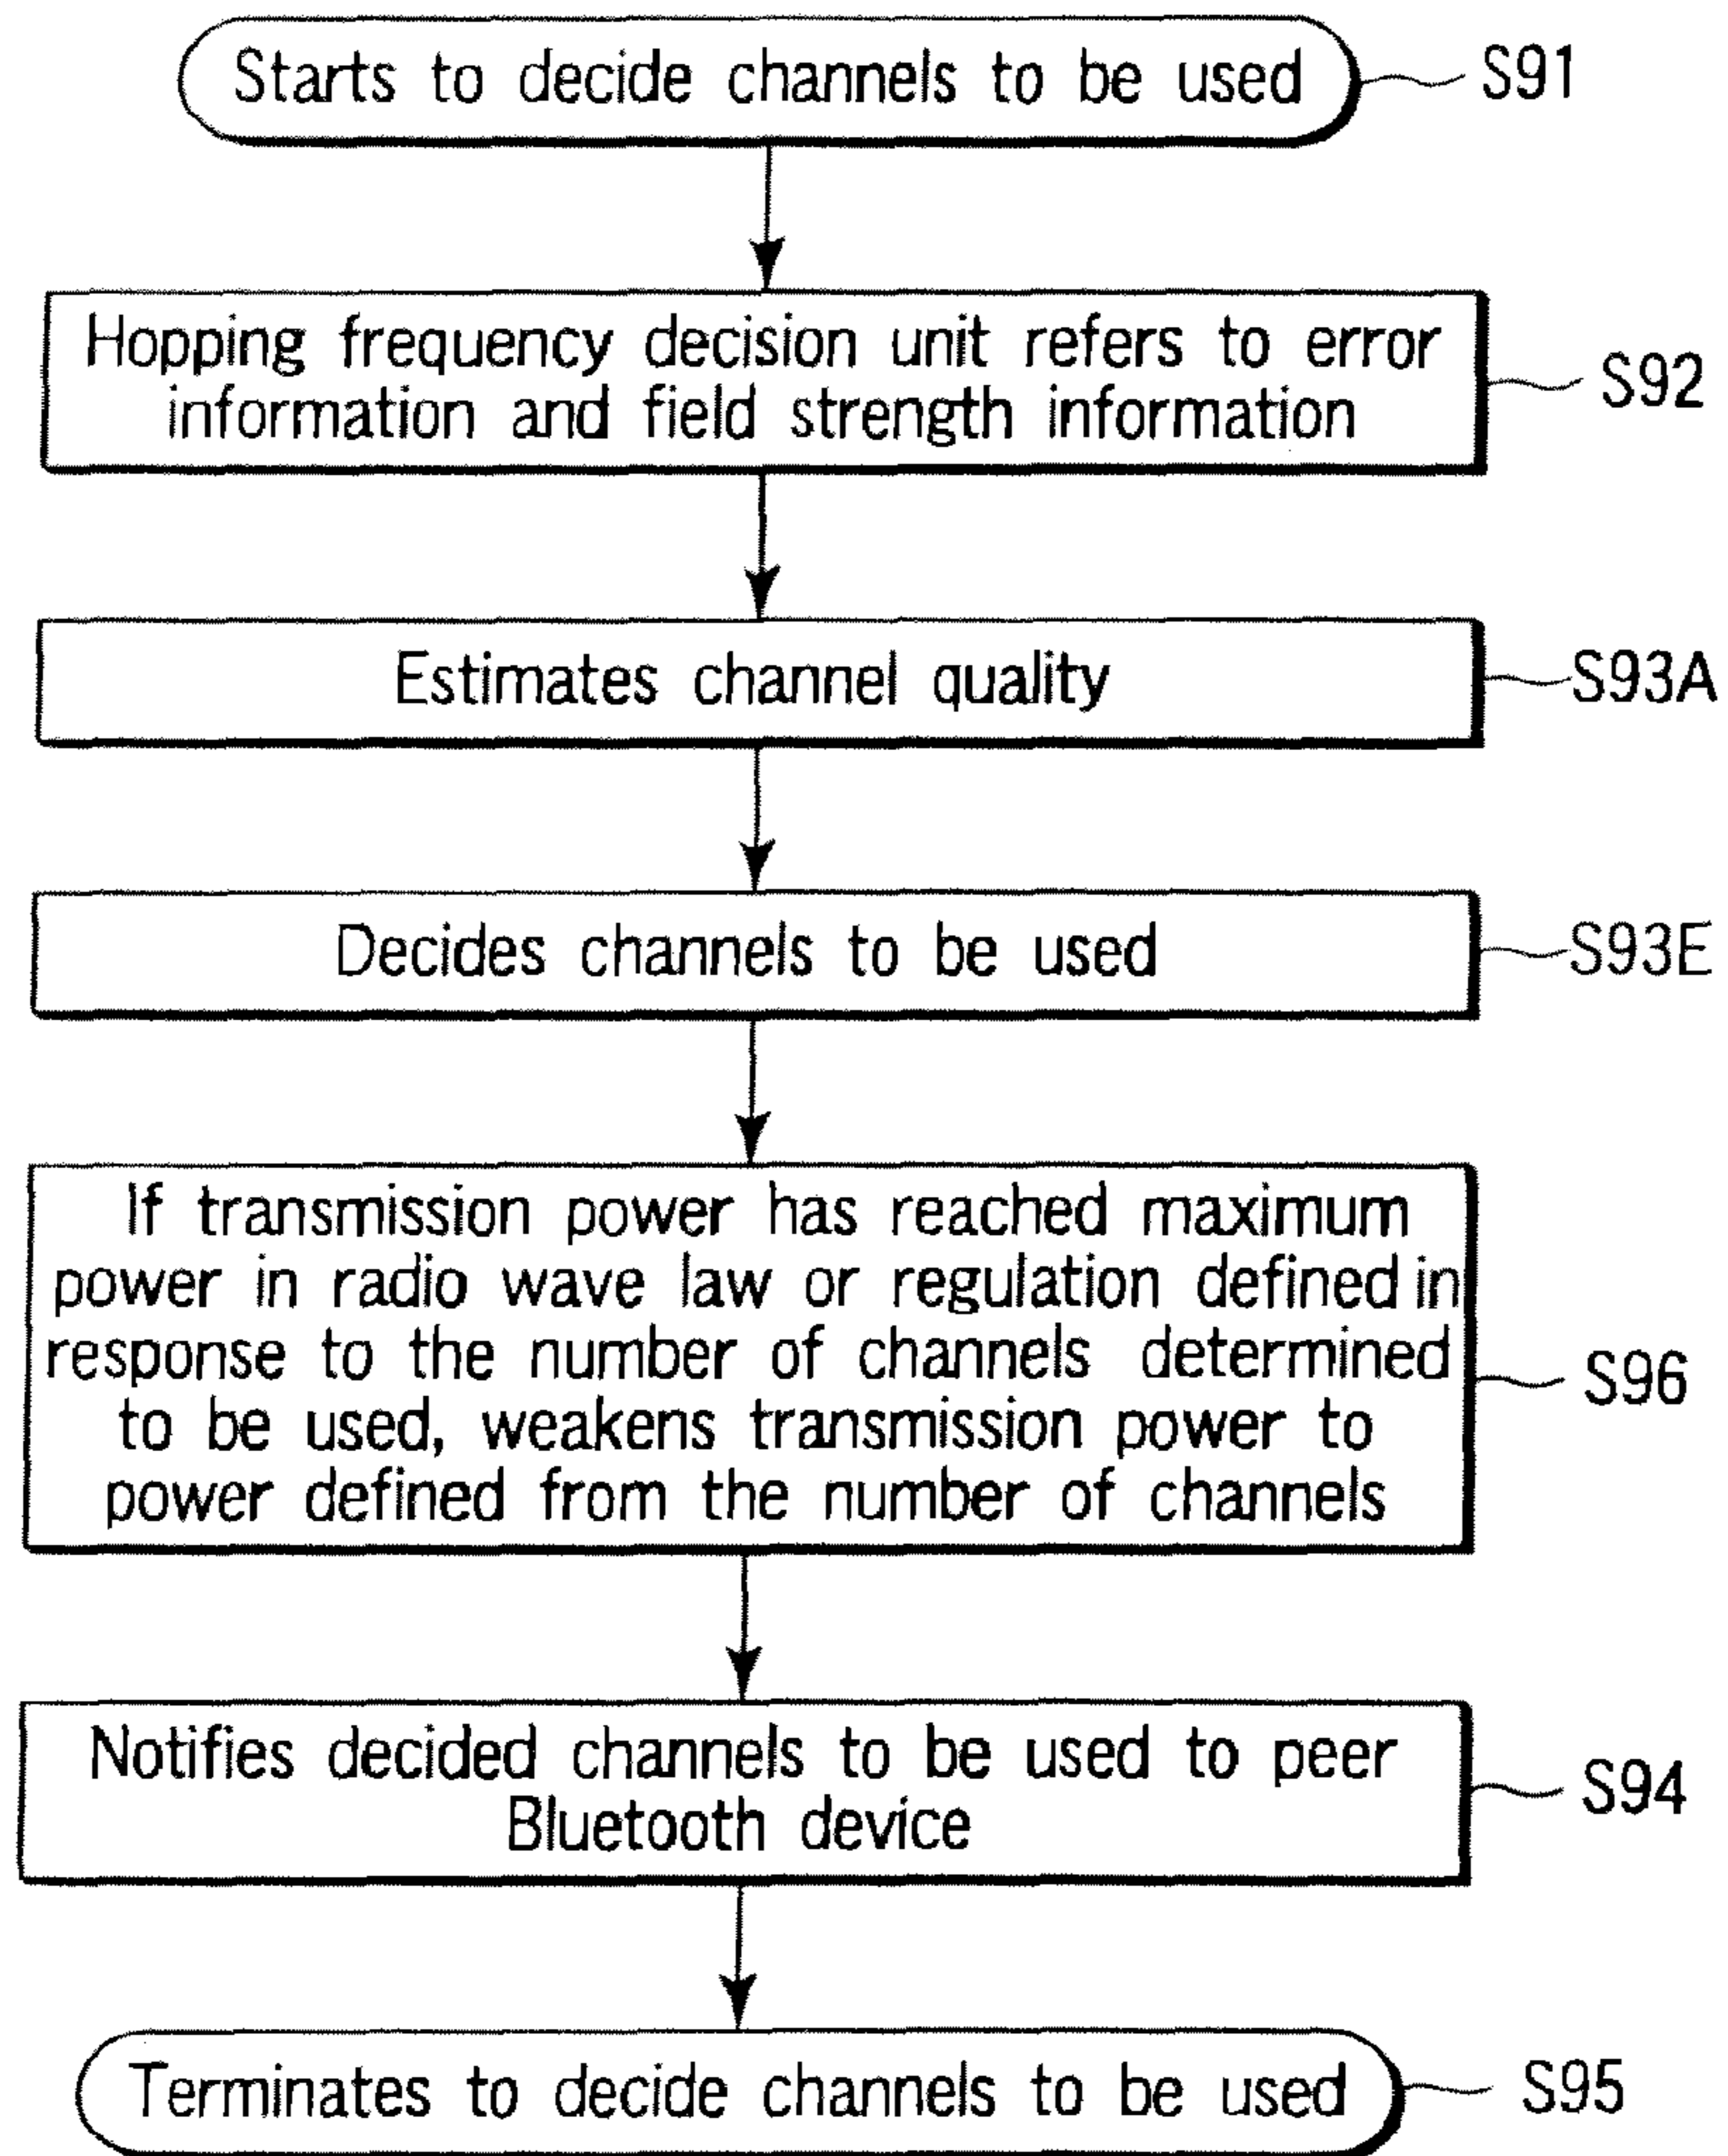 Starts to decide channels to be used
S91
Hopping frequency decision unit refers to error
information and field strength information
S92
Estimates channel quality
S93A
Decides channels to be used
S93E
If transmission power has reached maximum
power in radio wave law or regulation defined in
response to the number of channels determined
to be used, weakens transmission power to
power defined from the number of channels
S96
Notifies decided channels to be used to peer
Bluetooth device
S94
Terminates to decide channels to be used
S95